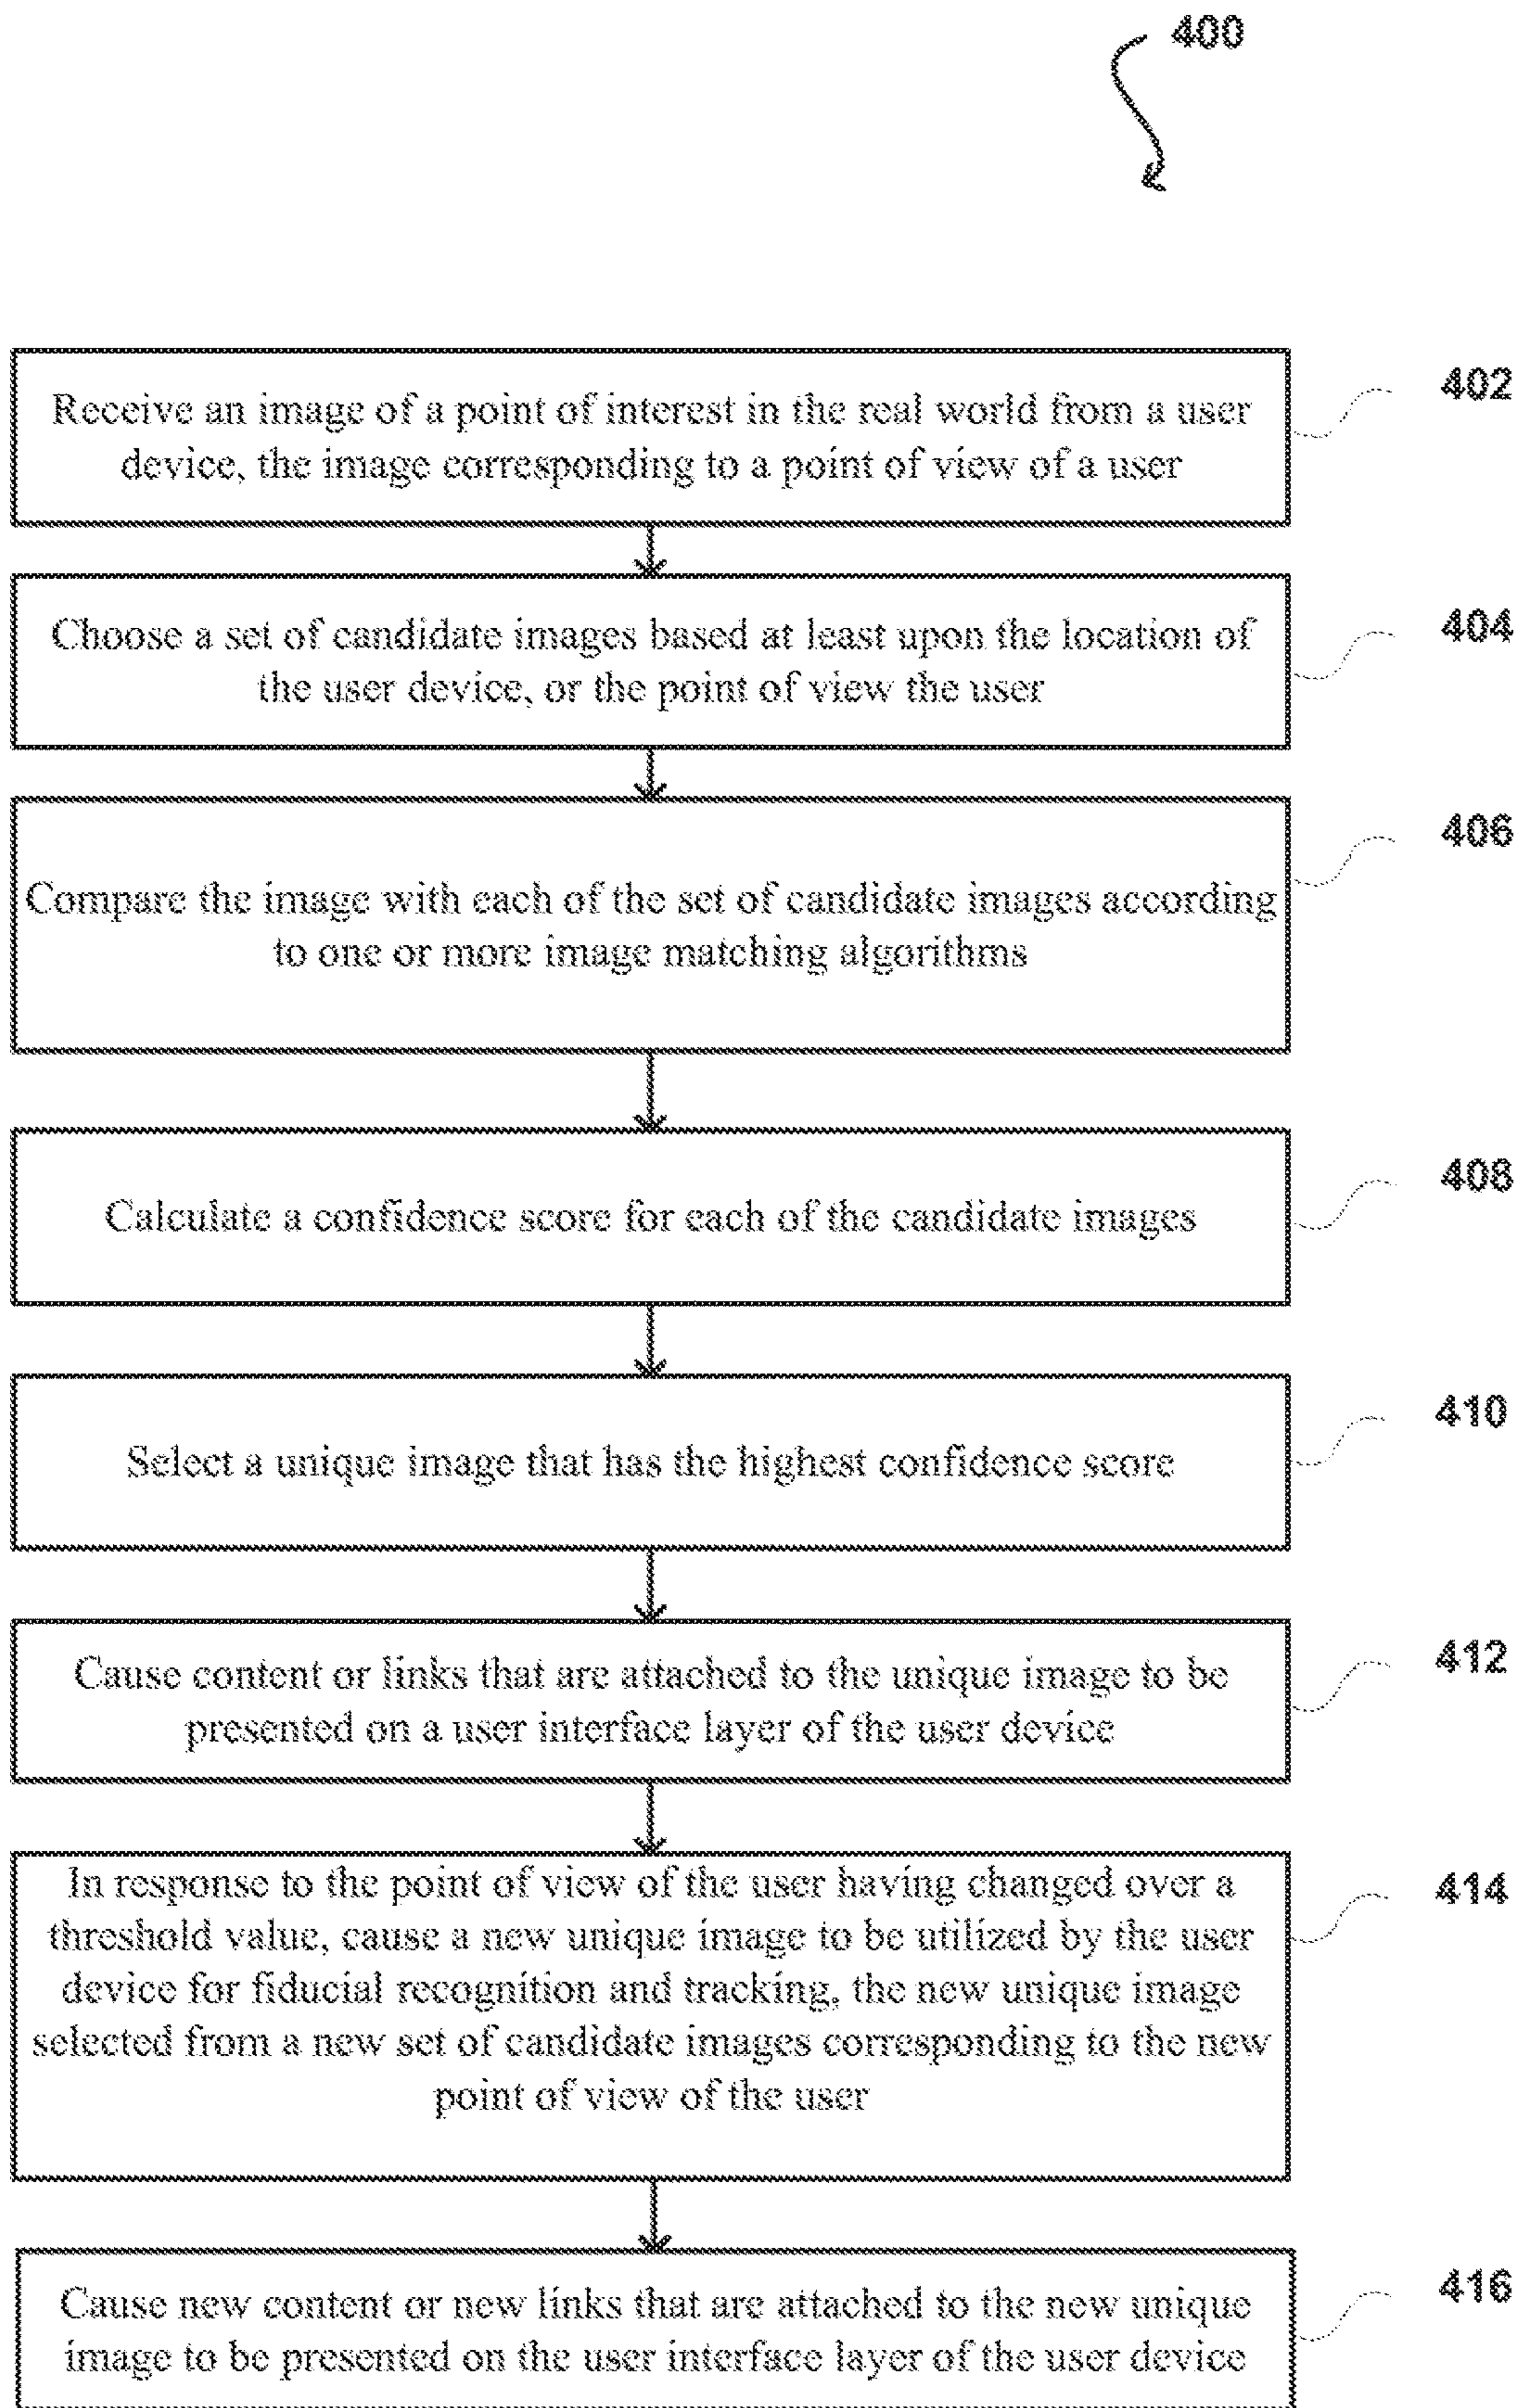 400
Receive an image of a point of interest in the real world from a user
device, the image corresponding to a point of view of a user
402
Choose a set of candidate images based at least upon the location of
the user device, or the point of view the user
404
Compare the image with each of the set of candidate images according
to one or more image matching algorithms
406
Calculate a confidence score for each of the candidate images
408
Select a unique image that has the highest confidence score
410
Cause content or links that are attached to the unique image to be
presented on a user interface layer of the user device
412
In response to the point of view of the user having changed over a
threshold value, cause a new unique image to be utilized by the user
device for fiducial recognition and tracking, the new unique image
selected from a new set of candidate images corresponding to the new
point of view of the user
414
Cause new content or new links that are attached to the new unique
image to be presented on the user interface layer of the user device
416